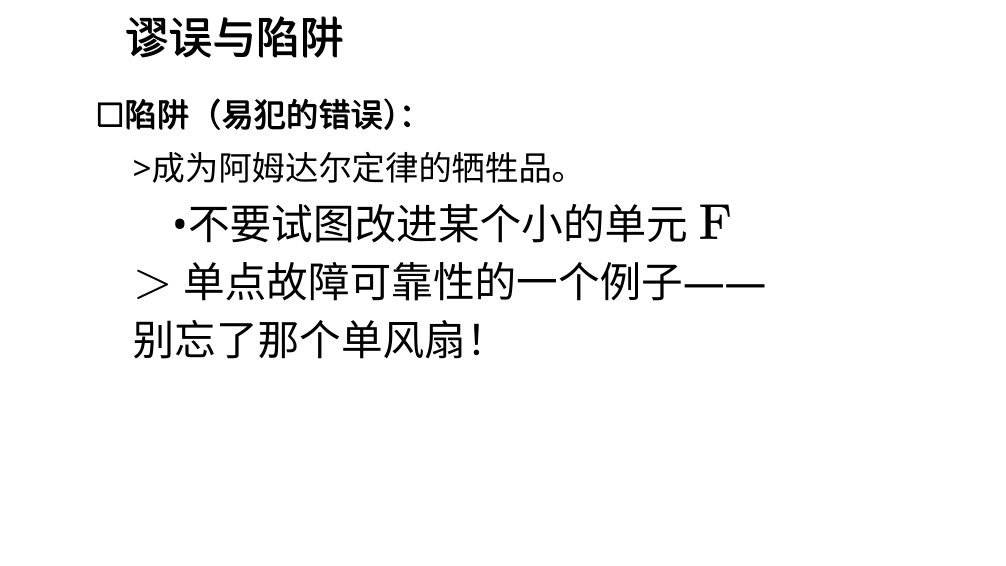 谬误与陷阱
□陷阱（易犯的错误）：
>成为阿姆达尔定律的牺牲品。
•不要试图改进某个小的单元 F
> 单点故障可靠性的一个例子——
别忘了那个单风扇！